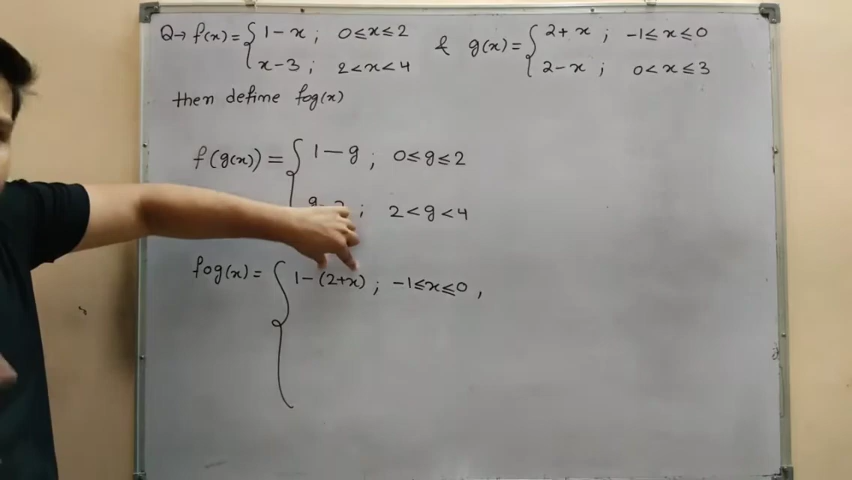 Q→ f(x) = { 1-x ; 0≤x≤2 & g(x) = { 2+x ; -1≤x≤0
x-3 ; 2<x<4 2-x ; 0<x≤3
then define fog(x)
f(g(x)) = { 1-g ; 0≤g≤2
; 2<g<4
fog(x) = { 1-(2+x) ; -1≤x≤0 ,